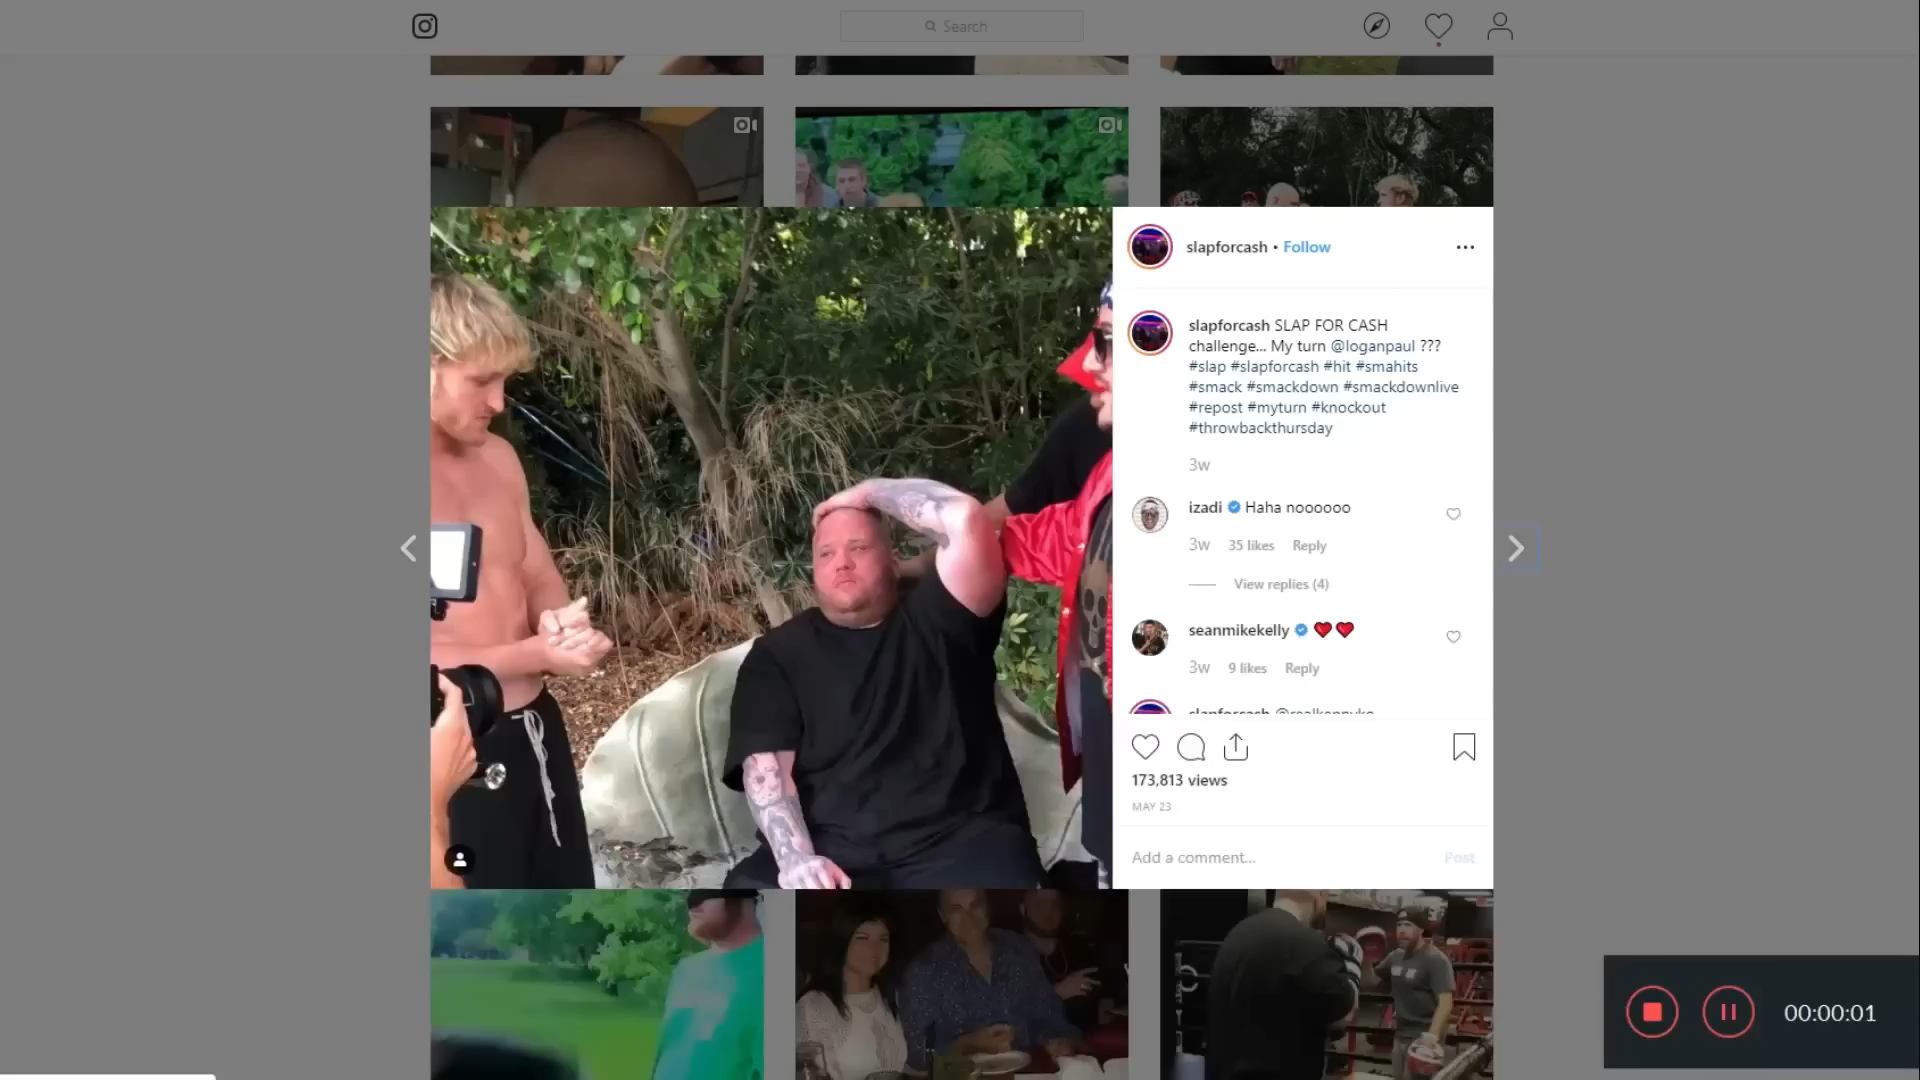 Search
slapforcash • Follow
slapforcash SLAP FOR CASH
challenge... My turn @loganpaul ???
#slap #slapforcash #hit #smahits
#smack #smackdown #smackdownlive
#repost #myturn #knockout
#throwbackthursday
3w
izadi Haha noooooo
3w 35 likes Reply
View replies (4)
seanmikekelly ❤️❤️
3w 9 likes Reply
slapforcash @realkennyko
173,813 views
MAY 23
Add a comment... Post
00:00:01